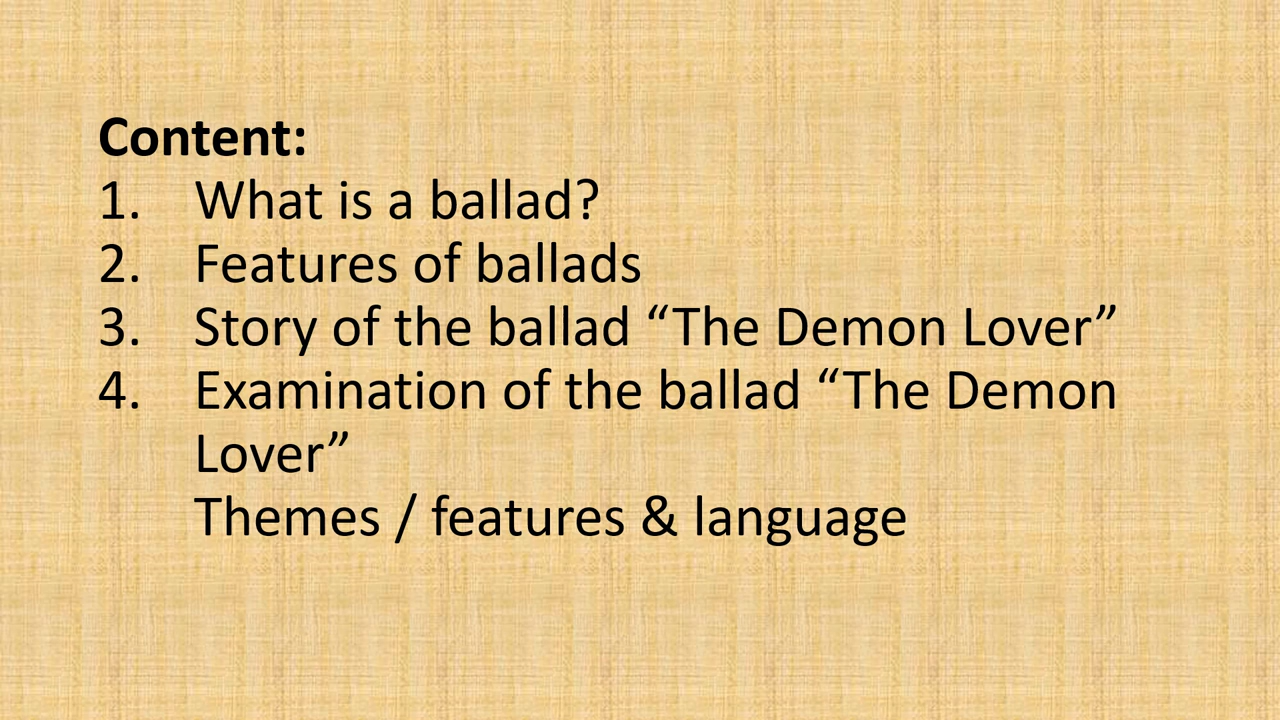 Content:
1. What is a ballad?
2. Features of ballads
3. Story of the ballad “The Demon Lover”
4. Examination of the ballad “The Demon
Lover”
Themes / features & language